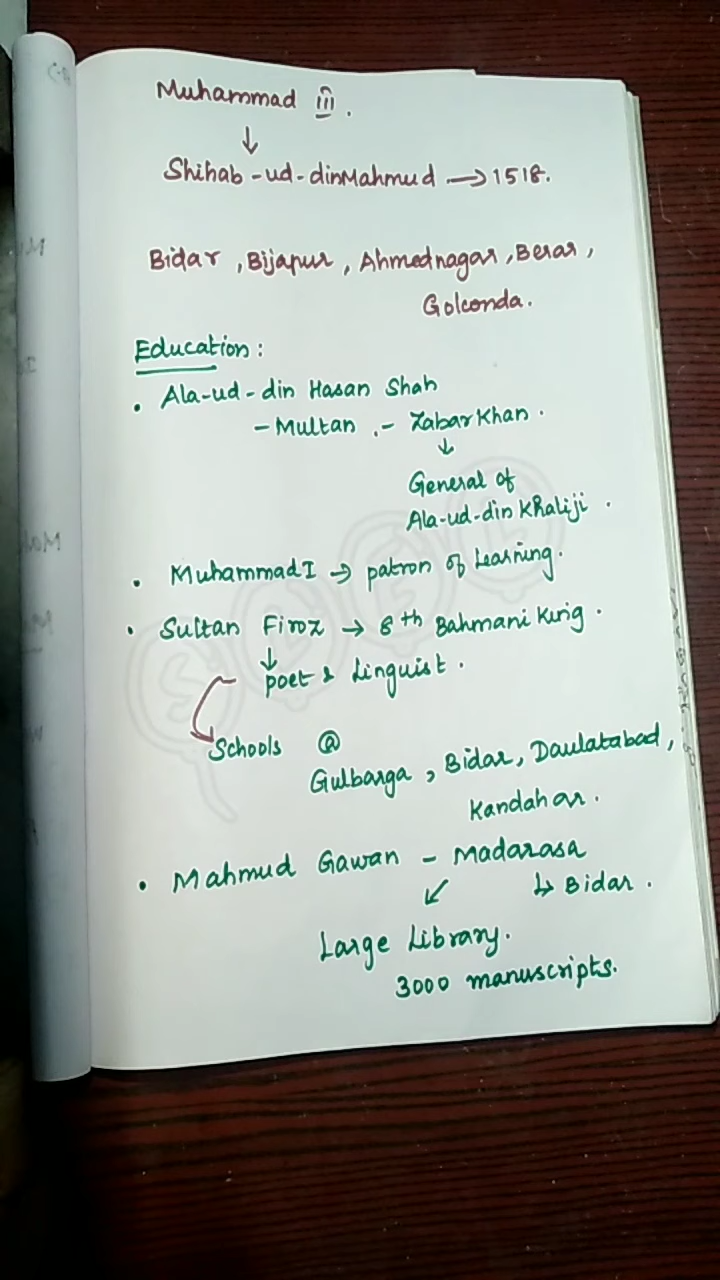 Muhammad III.
↓
Shihab-ud-dinMahmud → 1518.
Bidar, Bijapur, Ahmednagar, Berar,
Golconda.
Education:
• Ala-ud-din Hasan Shah
- Multan .- Zabar Khan.
↓
General of
Ala-ud-din Khaliji.
• Muhammad I → patron of Learning.
• Sultan Firoz → 8th Bahmani King.
↓
poet & Linguist.
Schools @
Gulbarga, Bidar, Daulatabad,
Kandahar.
• Mahmud Gawan - Madarasa
↙ ↳ Bidar.
Large Library.
3000 manuscripts.